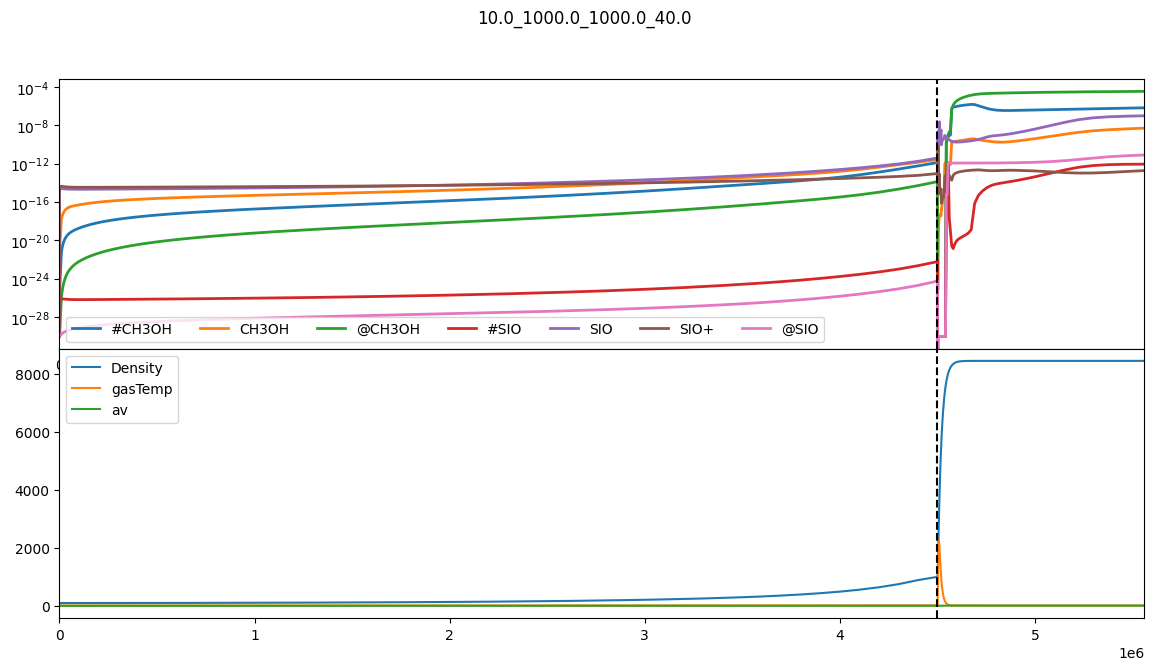 10.0_1000.0_1000.0_40.0
10⁻⁴
10⁻⁸
10⁻¹²
10⁻¹⁶
10⁻²⁰
10⁻²⁴
10⁻²⁸
#CH3OH CH3OH @CH3OH #SIO SIO SIO+ @SIO
Density
gasTemp
av
8000
6000
4000
2000
0
0 1 2 3 4 5
1e6